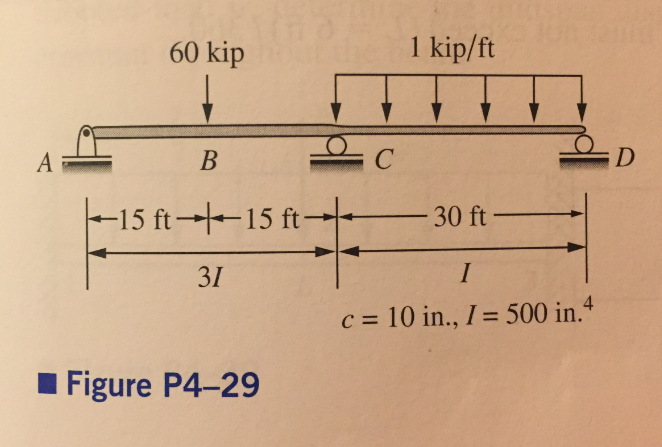 60 kip 1 kip/ft
A B C D
15 ft 15 ft 30 ft
3I I
c = 10 in., I = 500 in.⁴
■ Figure P4–29